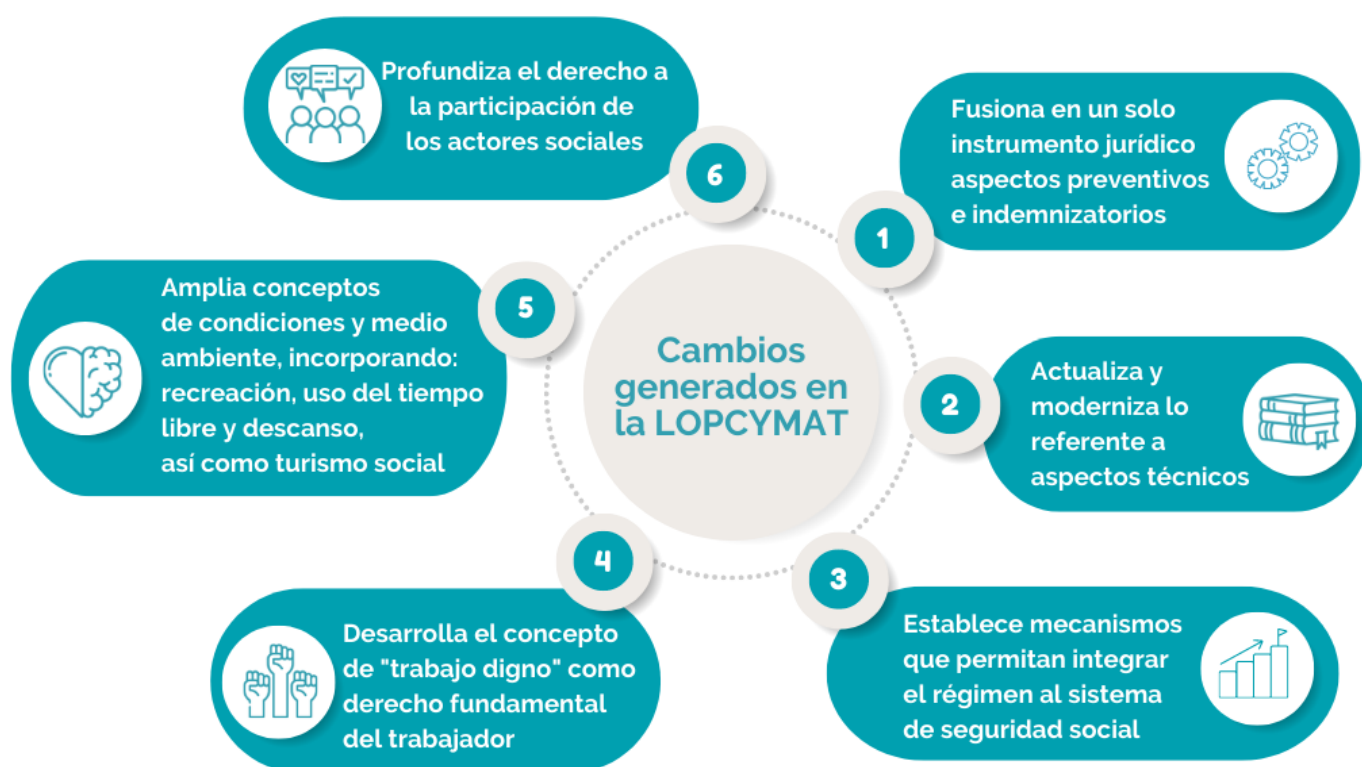 Cambios
generados en
la LOPCYMAT
1
Fusiona en un solo
instrumento jurídico
aspectos preventivos
e indemnizatorios
2
Actualiza y
moderniza lo
referente a
aspectos técnicos
3
Establece mecanismos
que permitan integrar
el régimen al sistema
de seguridad social
4
Desarrolla el concepto
de "trabajo digno" como
derecho fundamental
del trabajador
5
Amplia conceptos
de condiciones y medio
ambiente, incorporando:
recreación, uso del tiempo
libre y descanso,
así como turismo social
6
Profundiza el derecho a
la participación de
los actores sociales